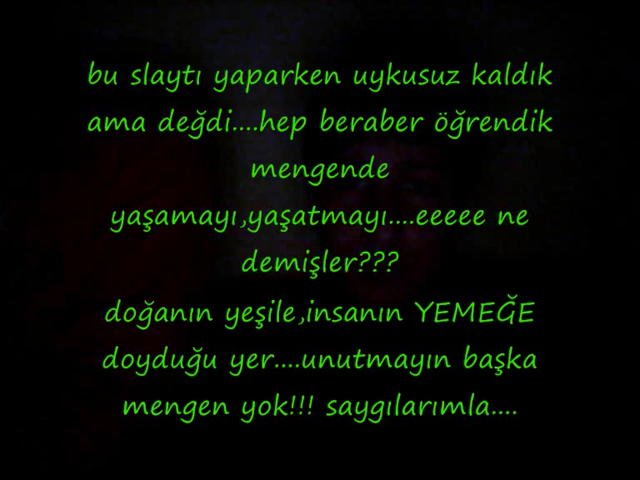 bu slaytı yaparken uykusuz kaldık
ama değdi....hep beraber öğrendik
mengende
yaşamayı,yaşatmayı....eeeee ne
demişler???
doğanın yeşile,insanın YEMEĞE
doyduğu yer....unutmayın başka
mengen yok!!! saygılarımla....